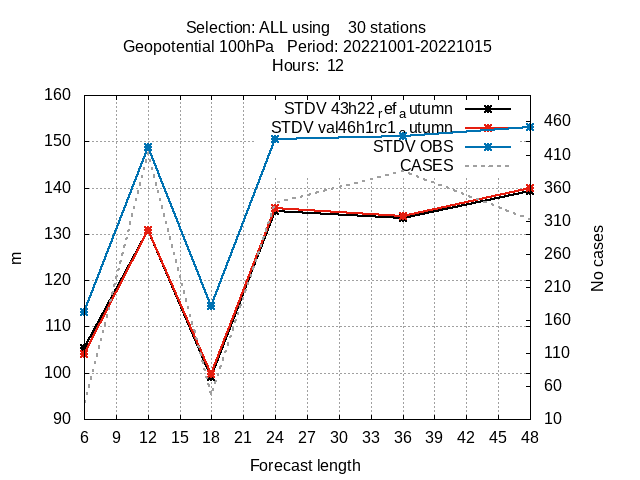 Selection: ALL using 30 stations
Geopotential 100hPa Period: 20221001-20221015
Hours: 12
STDV 43h22refautumn
STDV val46h1rc1autumn
STDV OBS
CASES
160
150
140
130
120
110
100
90
460
410
360
310
260
210
160
110
60
10
m
No cases
6 9 12 15 18 21 24 27 30 33 36 39 42 45 48
Forecast length